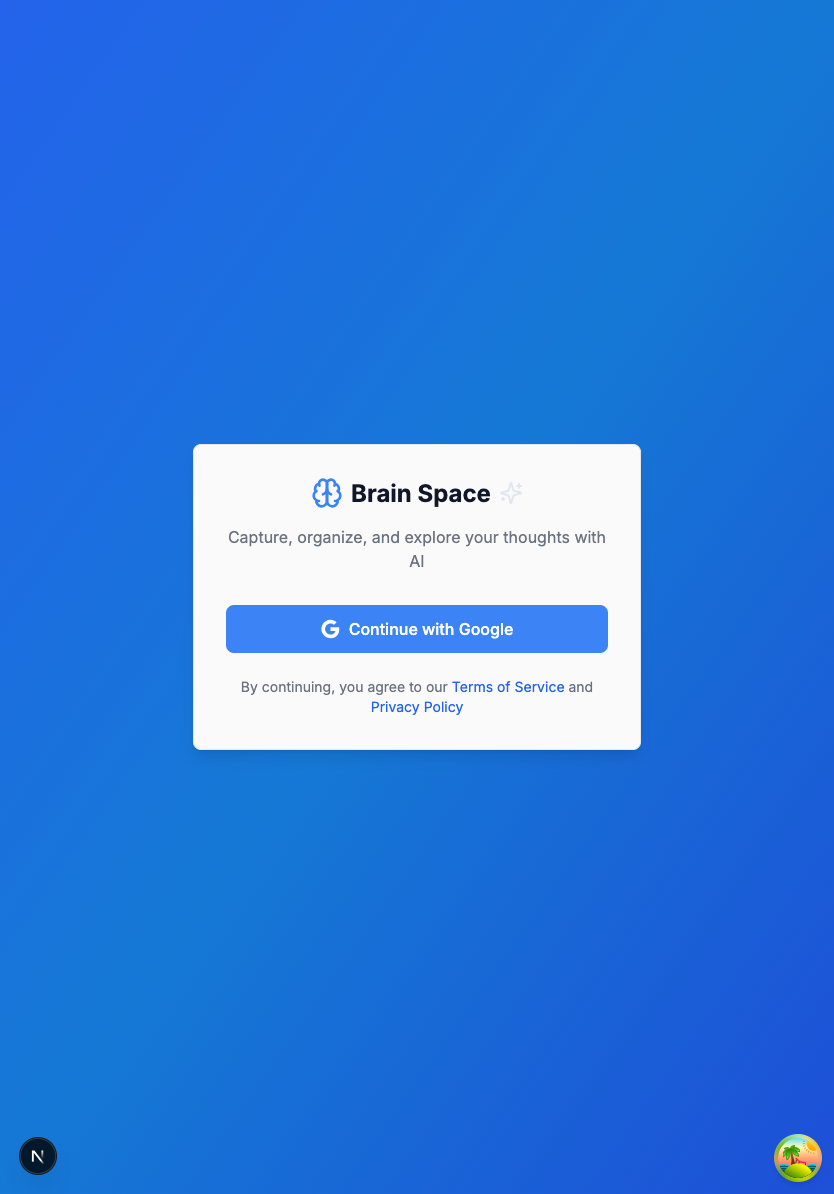 Brain Space
Capture, organize, and explore your thoughts with
AI
Continue with Google
By continuing, you agree to our Terms of Service and
Privacy Policy
N